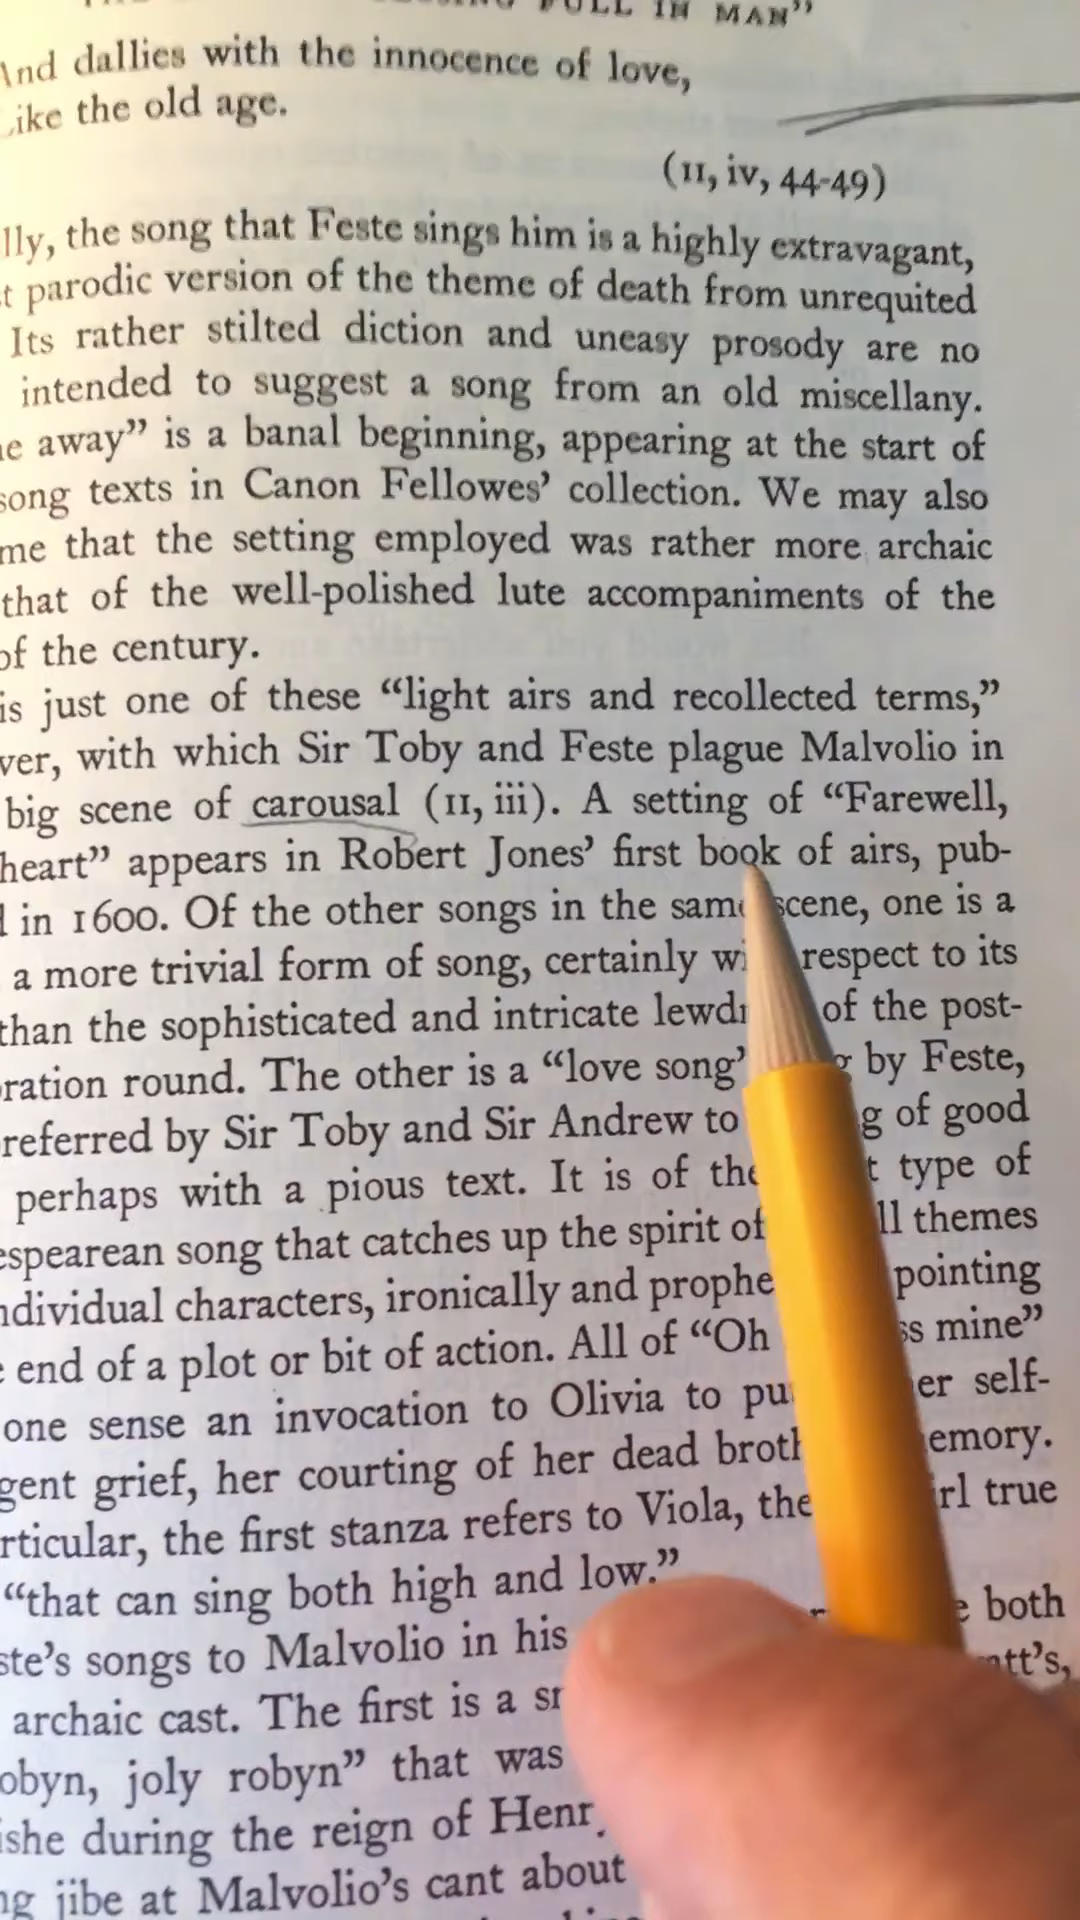 FULL IN MAN"
And dallies with the innocence of love,
Like the old age.
(II, iv, 44-49)
lly, the song that Feste sings him is a highly extravagant,
t parodic version of the theme of death from unrequited
Its rather stilted diction and uneasy prosody are no
intended to suggest a song from an old miscellany.
e away" is a banal beginning, appearing at the start of
song texts in Canon Fellowes' collection. We may also
me that the setting employed was rather more archaic
that of the well-polished lute accompaniments of the
of the century.
is just one of these "light airs and recollected terms,"
ver, with which Sir Toby and Feste plague Malvolio in
big scene of carousal (II, iii). A setting of "Farewell,
heart" appears in Robert Jones' first book of airs, pub-
in 1600. Of the other songs in the same scene, one is a
a more trivial form of song, certainly wi respect to its
than the sophisticated and intricate lewd of the post-
ration round. The other is a "love song" by Feste,
referred by Sir Toby and Sir Andrew to g of good
perhaps with a pious text. It is of the t type of
espearean song that catches up the spirit of ll themes
ndividual characters, ironically and prophe pointing
end of a plot or bit of action. All of "Oh ss mine"
one sense an invocation to Olivia to pu er self-
gent grief, her courting of her dead broth emory.
rticular, the first stanza refers to Viola, the irl true
"that can sing both high and low."
ste's songs to Malvolio in his e both
archaic cast. The first is a sn att's,
obyn, joly robyn" that was
ishe during the reign of Henr
ng jibe at Malvolio's cant about